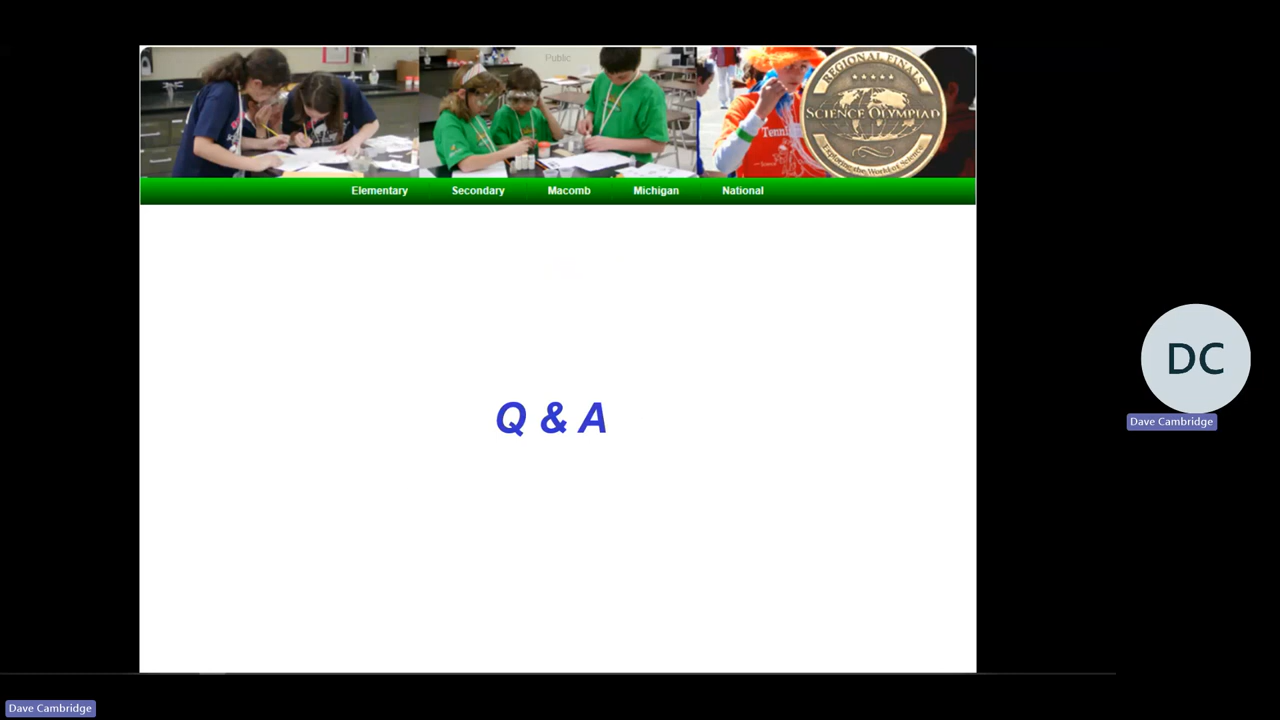 Public
REGIONAL FINALS
SCIENCE OLYMPIAD
Exploring the World of Science
Elementary Secondary Macomb Michigan National
Q & A
DC
Dave Cambridge
Dave Cambridge